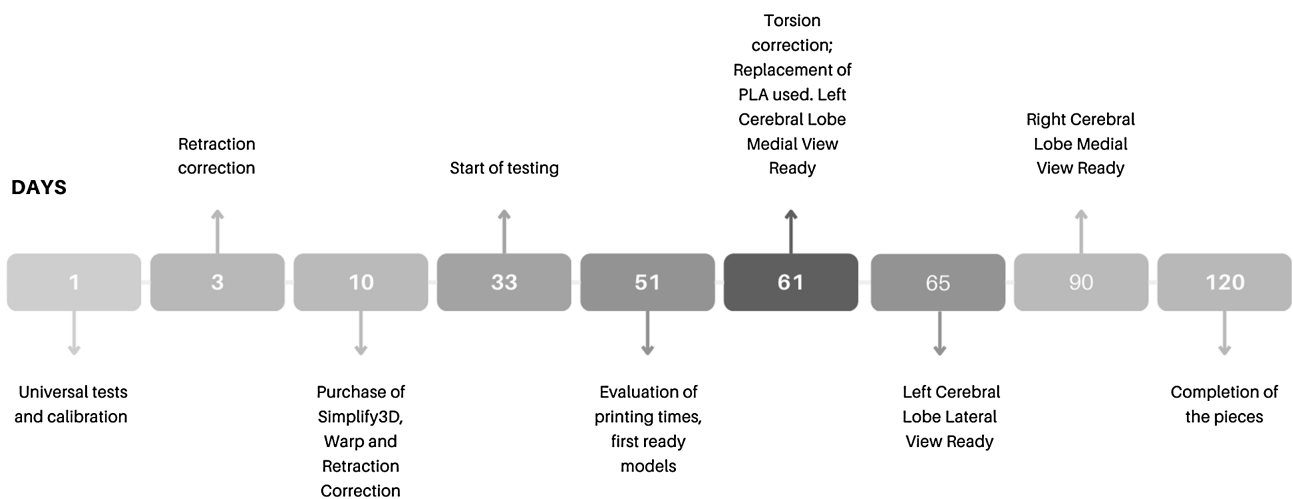 DAYS
1
Universal tests
and calibration
Retraction
correction
3
10
Purchase of
Simplify3D,
Warp and
Retraction
Correction
Start of testing
33
51
Evaluation of
printing times,
first ready
models
Torsion
correction;
Replacement of
PLA used. Left
Cerebral Lobe
Medial View
Ready
61
65
Left Cerebral
Lobe Lateral
View Ready
Right Cerebral
Lobe Medial
View Ready
90
120
Completion of
the pieces